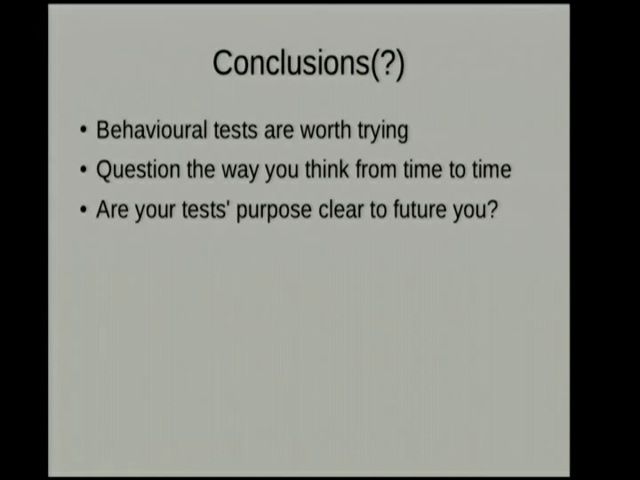 Conclusions(?)
• Behavioural tests are worth trying
• Question the way you think from time to time
• Are your tests' purpose clear to future you?